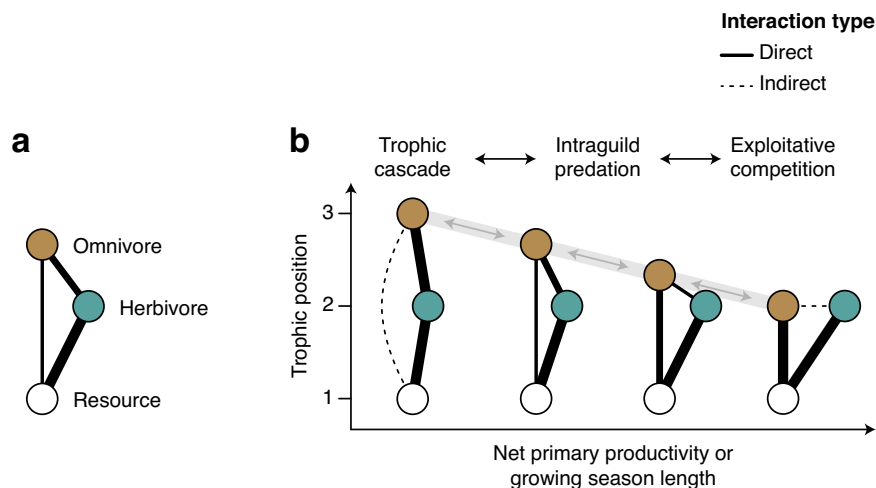 Interaction type
Direct
Indirect
a
b
Trophic
cascade
Intraguild
predation
Exploitative
competition
Omnivore
Herbivore
Resource
Trophic position
3
2
1
Net primary productivity or
growing season length